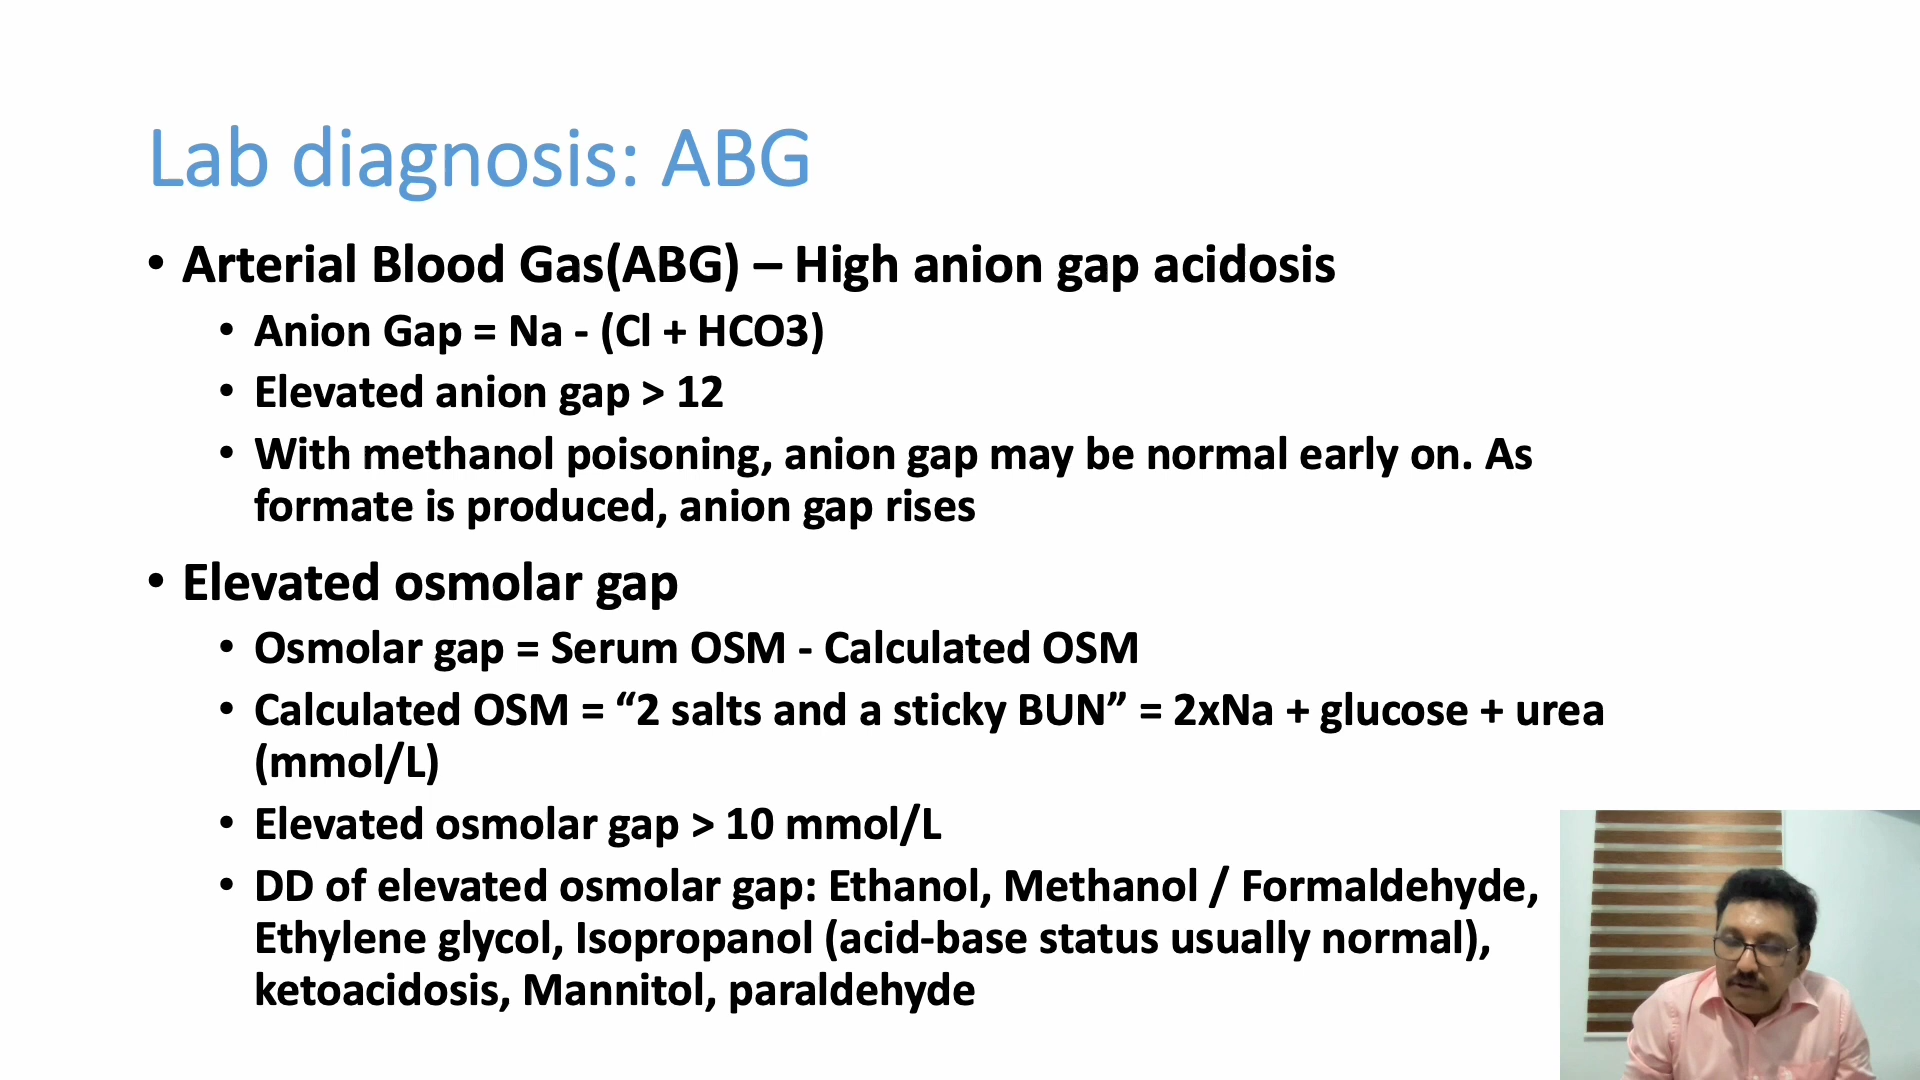 Lab diagnosis: ABG
• Arterial Blood Gas(ABG) – High anion gap acidosis
• Anion Gap = Na - (Cl + HCO3)
• Elevated anion gap > 12
• With methanol poisoning, anion gap may be normal early on. As
formate is produced, anion gap rises
• Elevated osmolar gap
• Osmolar gap = Serum OSM - Calculated OSM
• Calculated OSM = “2 salts and a sticky BUN” = 2xNa + glucose + urea
(mmol/L)
• Elevated osmolar gap > 10 mmol/L
• DD of elevated osmolar gap: Ethanol, Methanol / Formaldehyde,
Ethylene glycol, Isopropanol (acid-base status usually normal),
ketoacidosis, Mannitol, paraldehyde